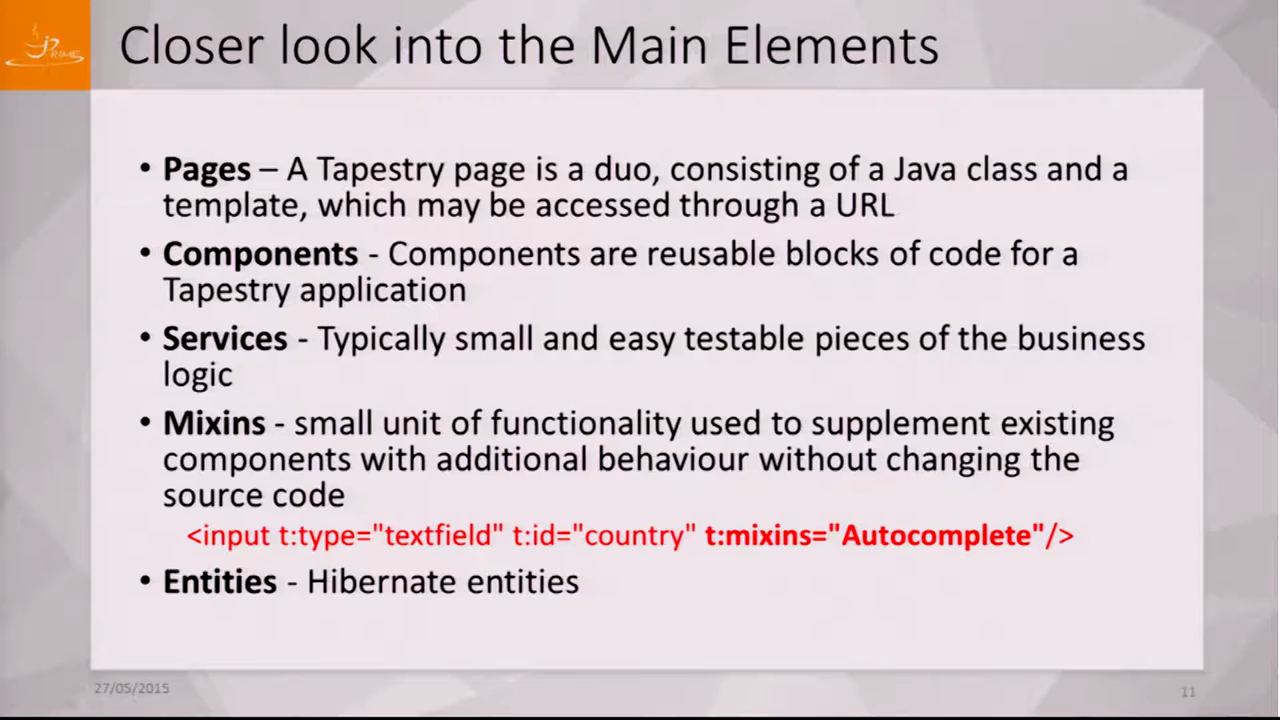 JPRIME
Closer look into the Main Elements
• Pages – A Tapestry page is a duo, consisting of a Java class and a
template, which may be accessed through a URL
• Components - Components are reusable blocks of code for a
Tapestry application
• Services - Typically small and easy testable pieces of the business
logic
• Mixins - small unit of functionality used to supplement existing
components with additional behaviour without changing the
source code
<input t:type="textfield" t:id="country" t:mixins="Autocomplete"/>
• Entities - Hibernate entities
27/05/2015
11